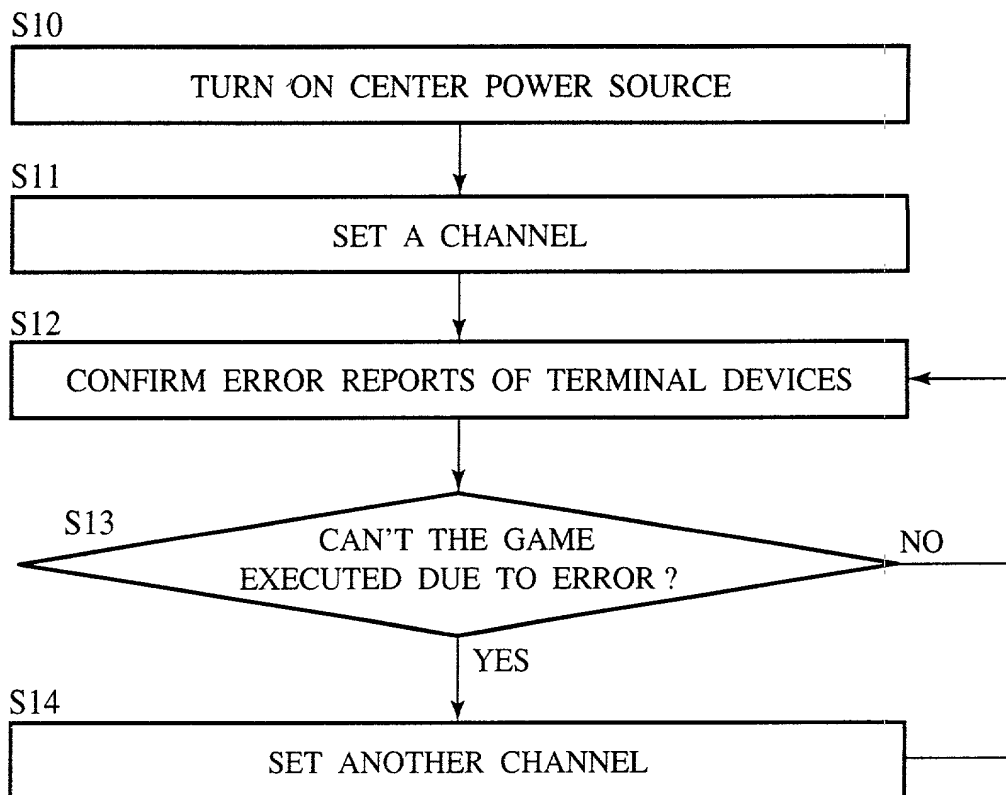 S10
TURN ON CENTER POWER SOURCE
S11
SET A CHANNEL
S12
CONFIRM ERROR REPORTS OF TERMINAL DEVICES
S13
CAN'T THE GAME
EXECUTED DUE TO ERROR ?
NO
YES
S14
SET ANOTHER CHANNEL